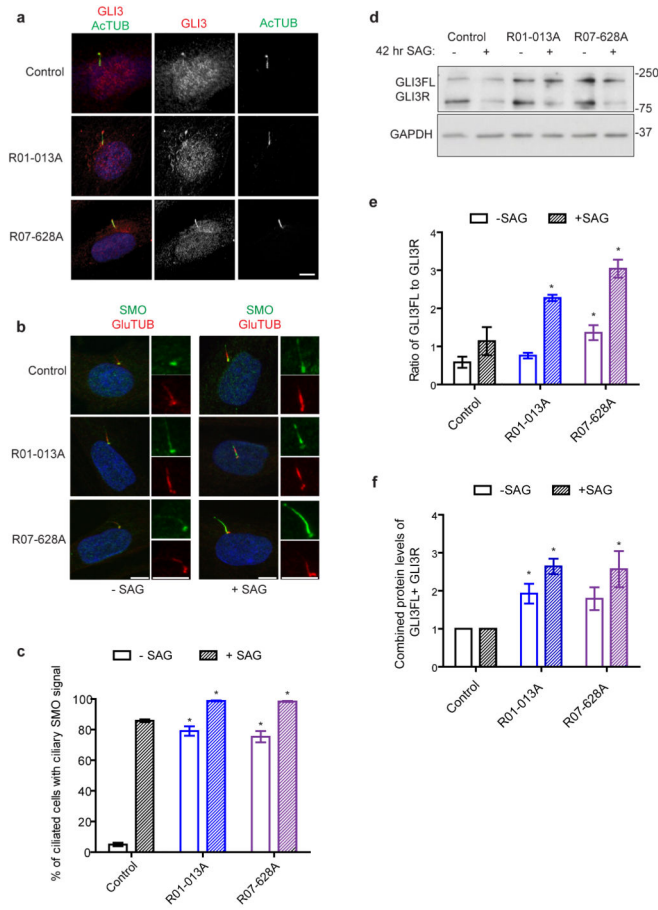 a
GLI3
AcTUB
GLI3
AcTUB
Control
R01-013A
R07-628A
b
SMO
GluTUB
SMO
GluTUB
Control
R01-013A
R07-628A
- SAG
+ SAG
c
- SAG
+ SAG
% of ciliated cells with ciliary SMO signal
100
80
60
40
20
0
*
*
*
*
Control
R01-013A
R07-628A
d
Control R01-013A R07-628A
42 hr SAG: - + - + - +
GLI3FL
GLI3R
-250
-75
GAPDH
-37
e
-SAG
+SAG
Ratio of GLI3FL to GLI3R
4
3
2
1
0
*
*
*
Control
R01-013A
R07-628A
f
-SAG
+SAG
Combined protein levels of
GLI3FL+ GLI3R
4
3
2
1
0
*
*
*
Control
R01-013A
R07-628A